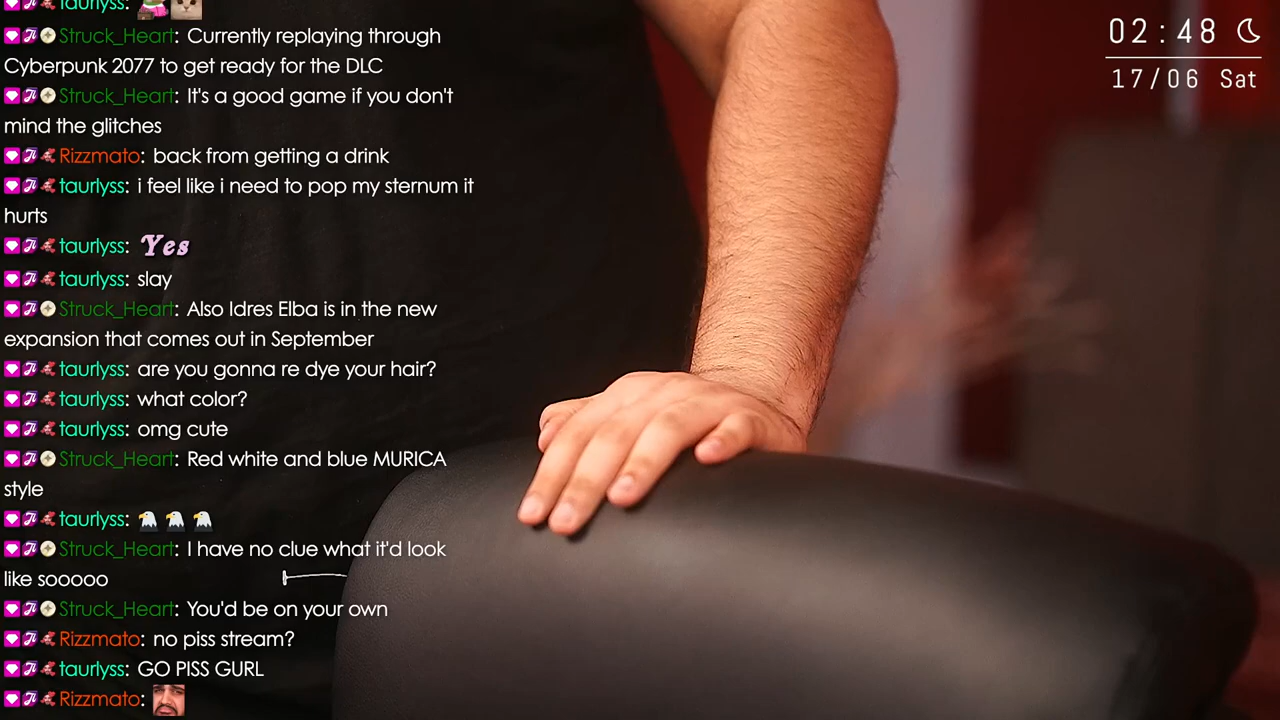 taurlyss:
Struck_Heart: Currently replaying through
Cyberpunk 2077 to get ready for the DLC
Struck_Heart: It's a good game if you don't
mind the glitches
Rizzmato: back from getting a drink
taurlyss: i feel like i need to pop my sternum it
hurts
taurlyss: Yes
taurlyss: slay
Struck_Heart: Also Idres Elba is in the new
expansion that comes out in September
taurlyss: are you gonna re dye your hair?
taurlyss: what color?
taurlyss: omg cute
Struck_Heart: Red white and blue MURICA
style
taurlyss:
Struck_Heart: I have no clue what it'd look
like sooooo
Struck_Heart: You'd be on your own
Rizzmato: no piss stream?
taurlyss: GO PISS GURL
Rizzmato:
02:48
17/06 Sat